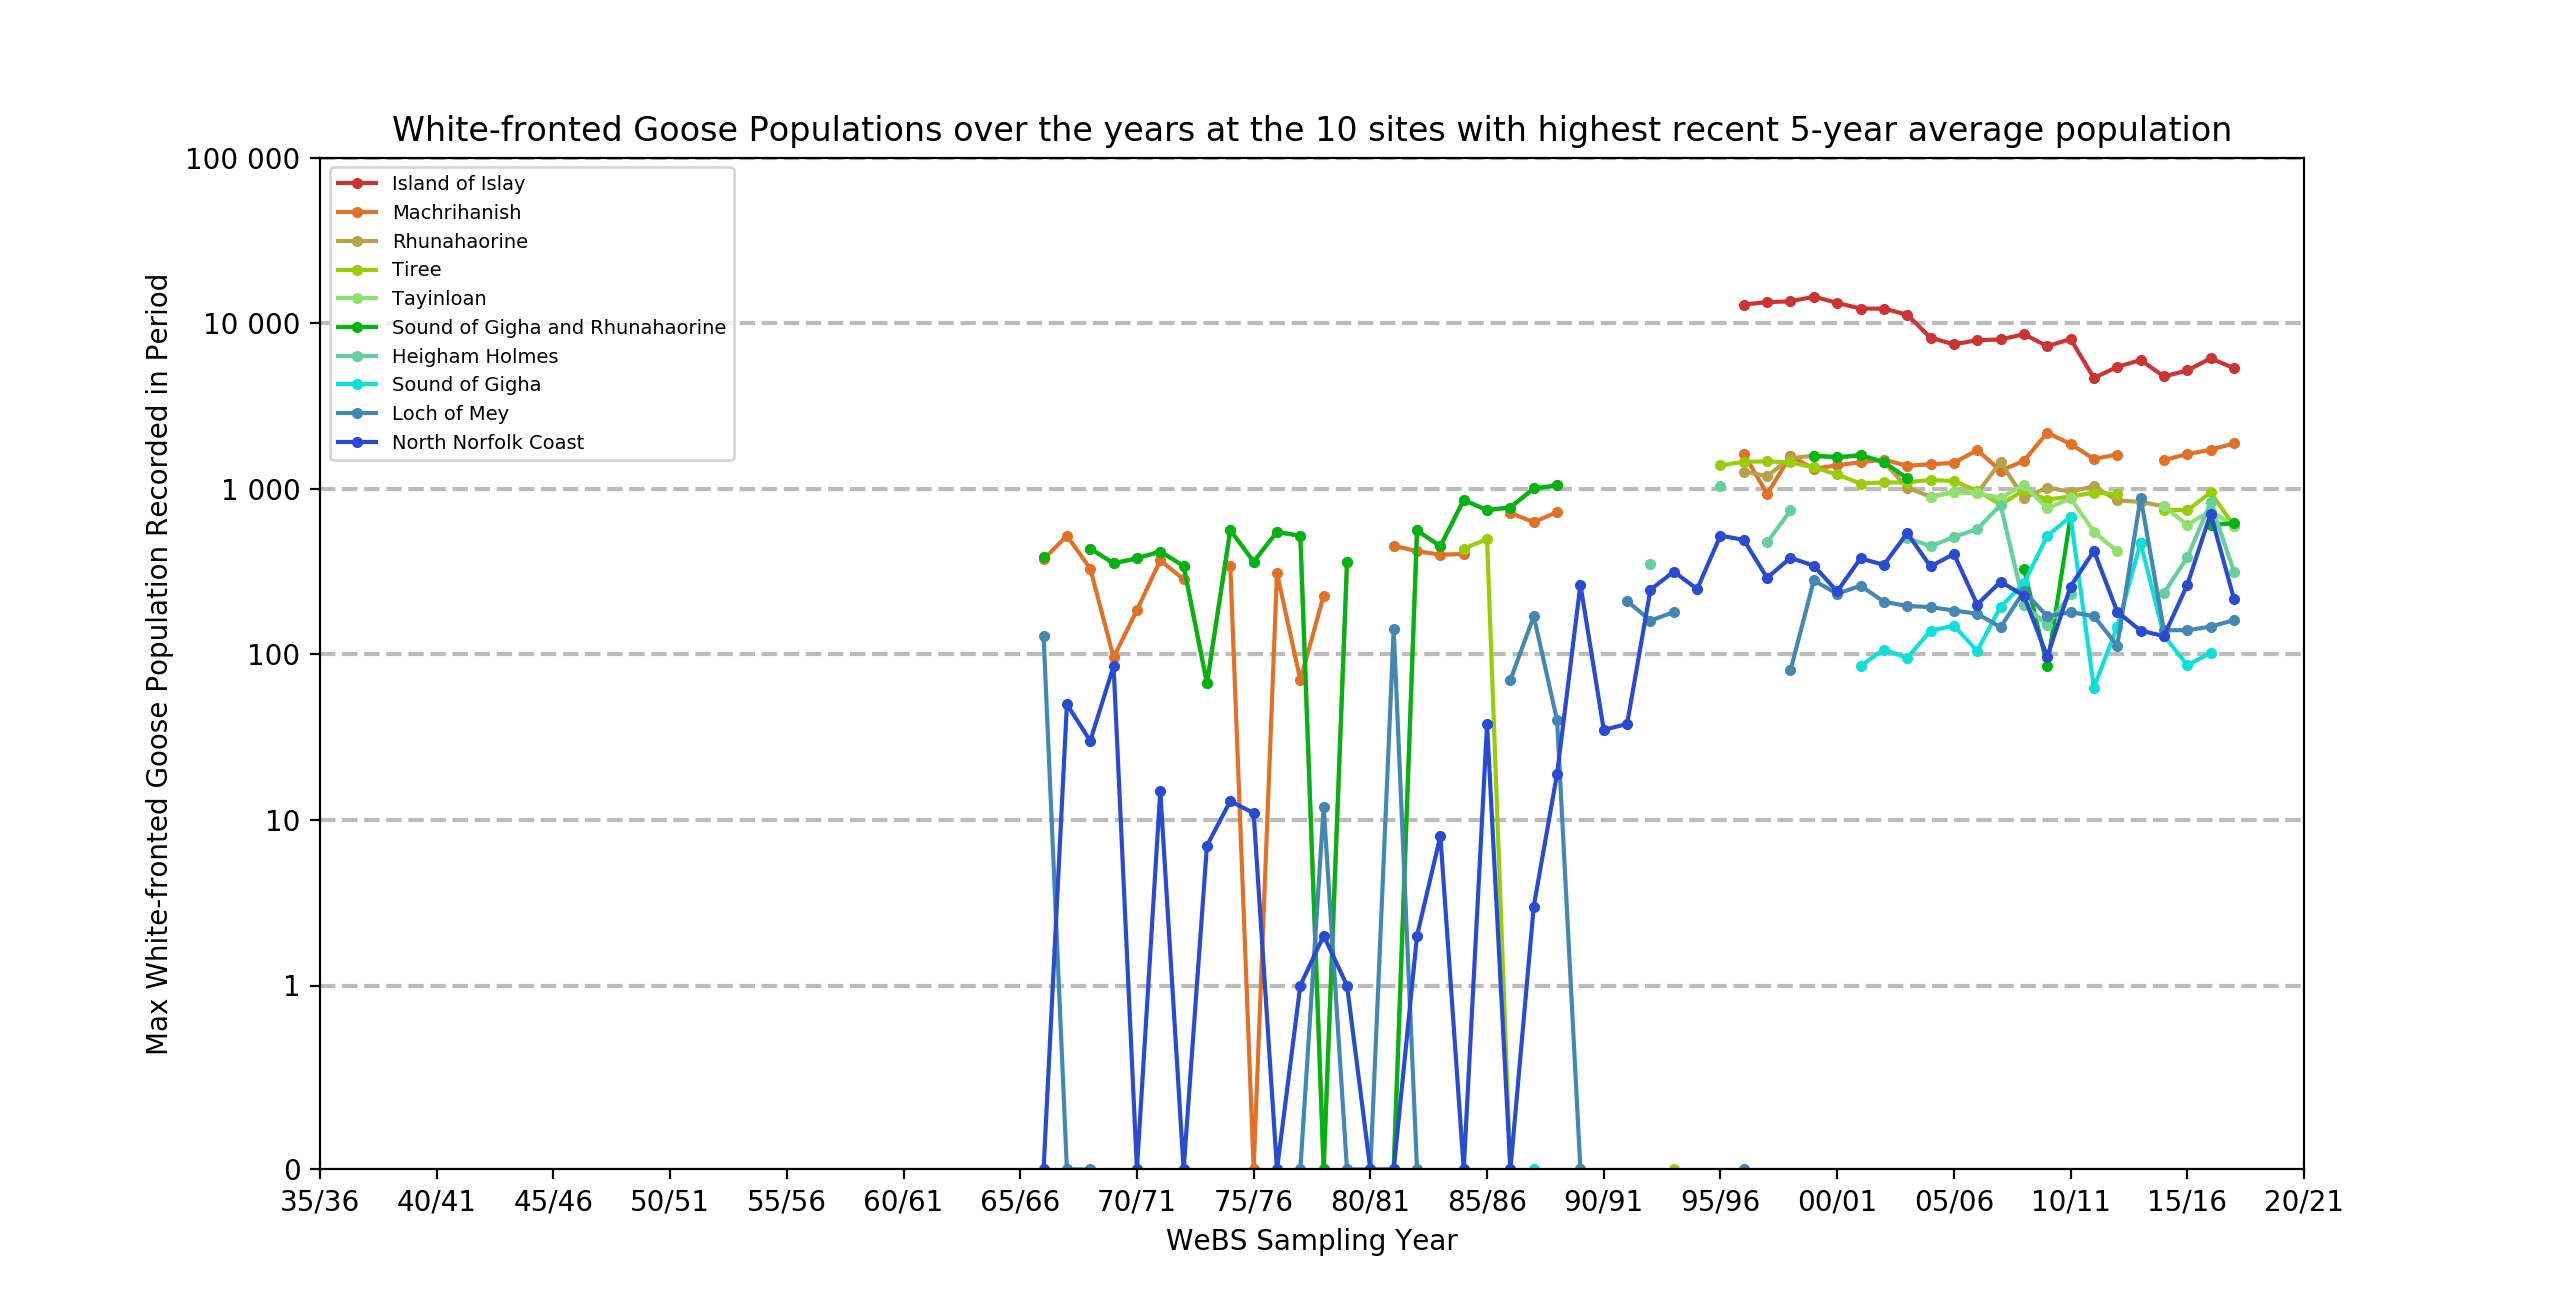 White-fronted Goose Populations over the years at the 10 sites with highest recent 5-year average population
100 000
10 000
1 000
100
10
1
0
Max White-fronted Goose Population Recorded in Period
Island of Islay
Machrihanish
Rhunahaorine
Tiree
Tayinloan
Sound of Gigha and Rhunahaorine
Heigham Holmes
Sound of Gigha
Loch of Mey
North Norfolk Coast
35/36 40/41 45/46 50/51 55/56 60/61 65/66 70/71 75/76 80/81 85/86 90/91 95/96 00/01 05/06 10/11 15/16 20/21
WeBS Sampling Year